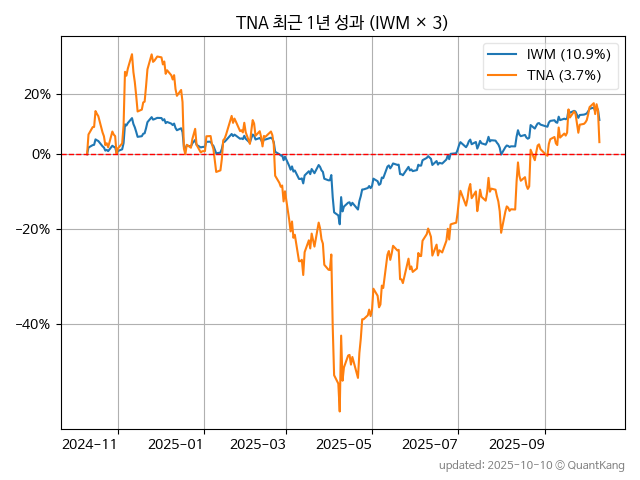 TNA 최근 1년 성과 (IWM × 3)
IWM (10.9%)
TNA (3.7%)
20%
0%
−20%
−40%
2024−11
2025−01
2025−03
2025−05
2025−07
2025−09
updated: 2025-10-10 © QuantKang